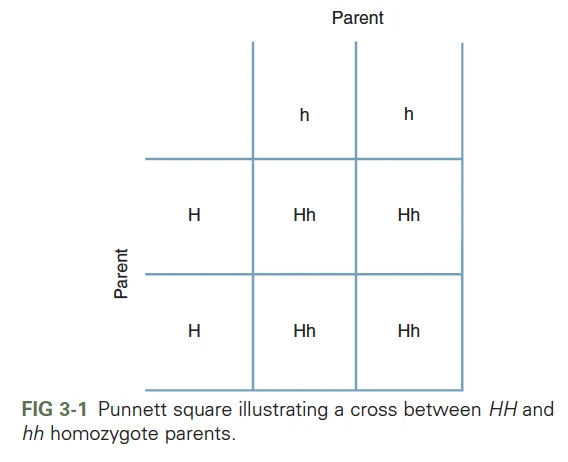 Parent
h h
H Hh Hh
Parent
H Hh Hh
FIG 3-1 Punnett square illustrating a cross between HH and
hh homozygote parents.